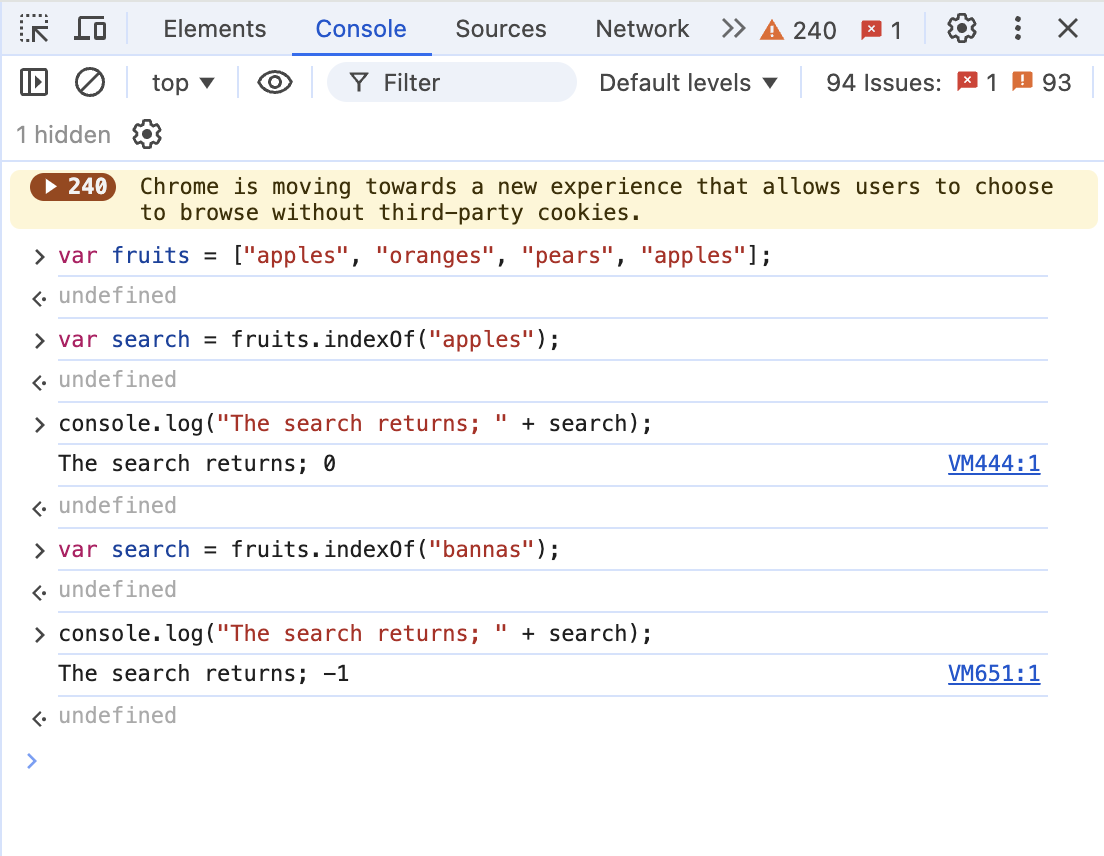 Elements Console Sources Network 240 1
top Filter Default levels 94 Issues: 1 93
1 hidden
240 Chrome is moving towards a new experience that allows users to choose
to browse without third-party cookies.
var fruits = ["apples", "oranges", "pears", "apples"];
undefined
var search = fruits.indexOf("apples");
undefined
console.log("The search returns; " + search);
The search returns; 0 VM444:1
undefined
var search = fruits.indexOf("bannas");
undefined
console.log("The search returns; " + search);
The search returns; -1 VM651:1
undefined